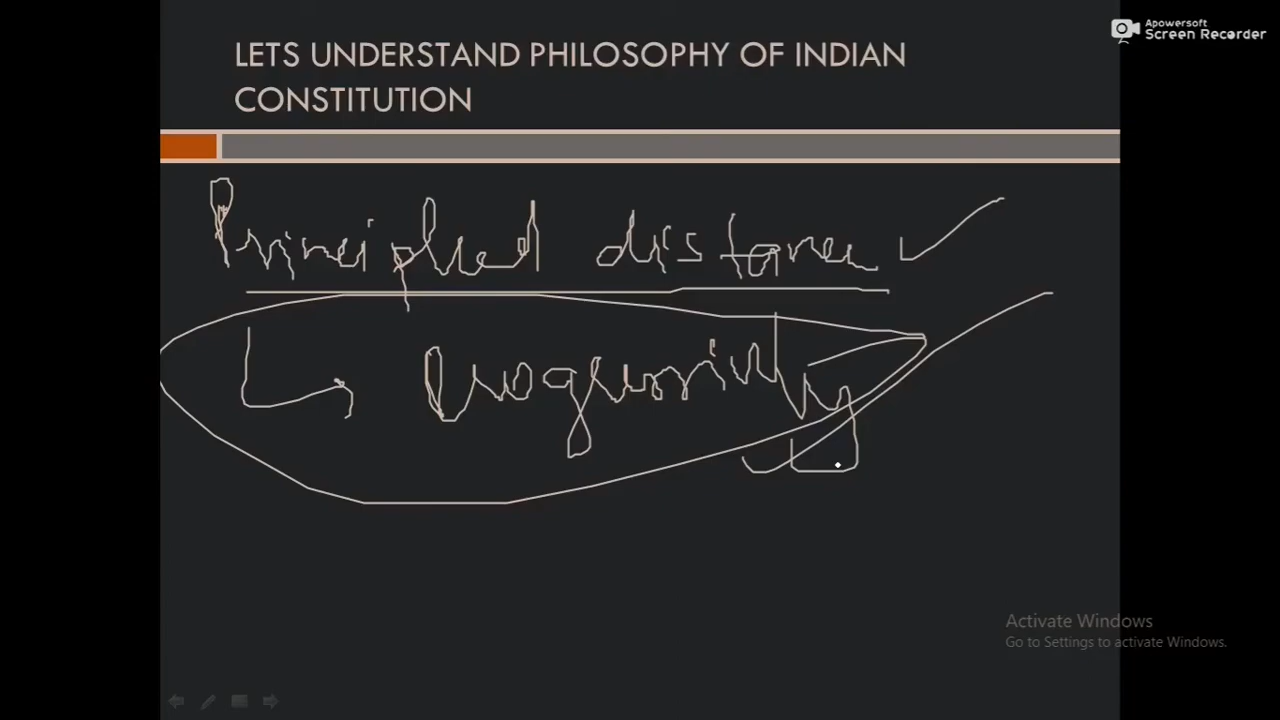 Apowersoft
Screen Recorder
LETS UNDERSTAND PHILOSOPHY OF INDIAN
CONSTITUTION
Principled distance
Activate Windows
Go to Settings to activate Windows.